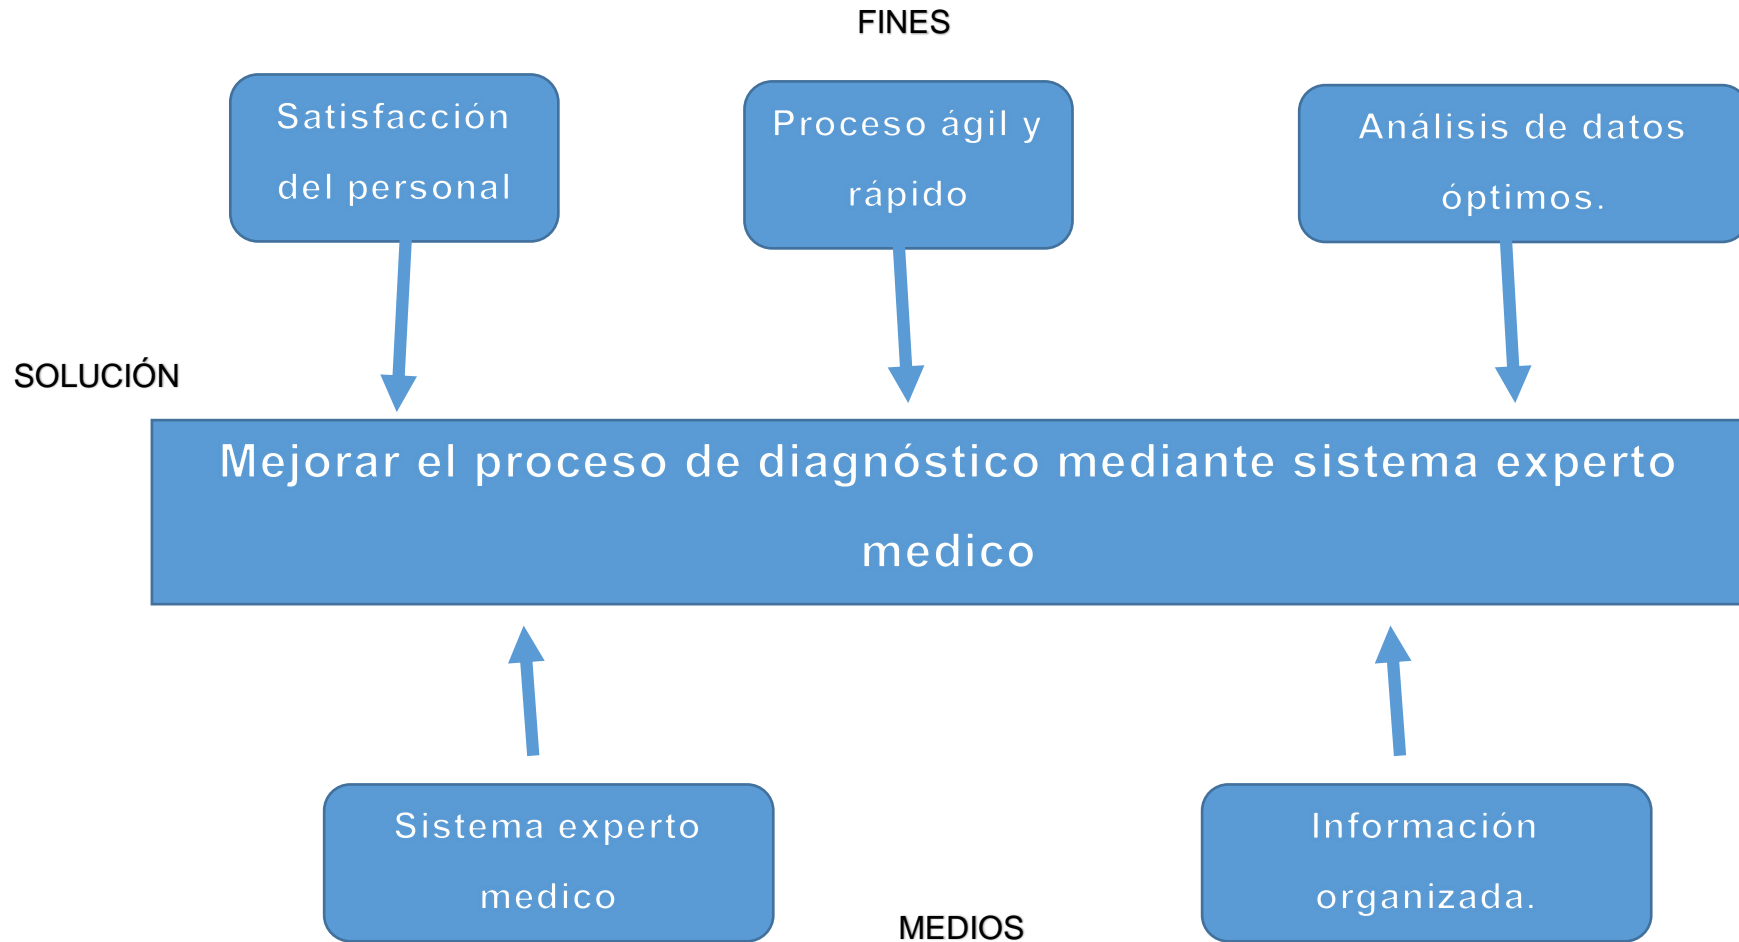 FINES
Satisfacción
del personal
Proceso ágil y
rápido
Análisis de datos
óptimos.
SOLUCIÓN
Mejorar el proceso de diagnóstico mediante sistema experto
medico
Sistema experto
medico
Información
organizada.
MEDIOS